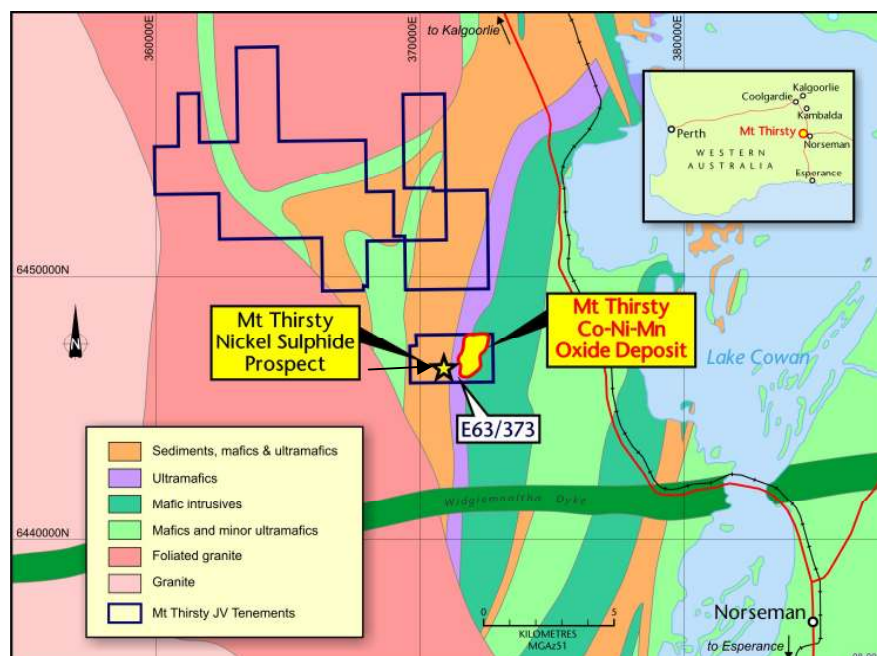 360000E
370000E
380000E
to Kalgoorlie
Kalgoorlie
Coolgardie
Kambalda
Perth
Mt Thirsty
Norseman
WESTERN
AUSTRALIA
Esperance
6450000N
N
Mt Thirsty
Nickel Sulphide
Prospect
Mt Thirsty
Co-Ni-Mn
Oxide Deposit
Lake Cowan
E63/373
Sediments, mafics & ultramafics
Ultramafics
Mafic intrusives
Mafics and minor ultramafics
Foliated granite
Granite
Mt Thirsty JV Tenements
Widgiemooltha Dyke
6440000N
0
5
KILOMETRES
MGAz51
Norseman
to Esperance